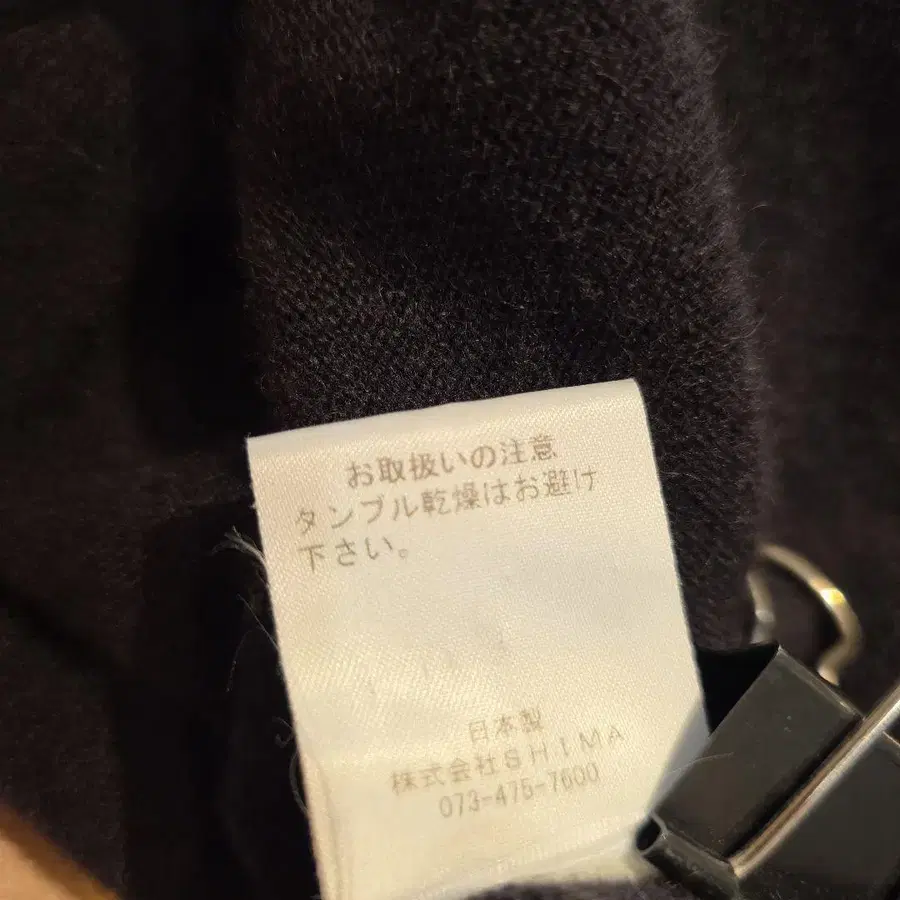 お取扱いの注意
タンブル乾燥はお避け
下さい。
日本製
株式会社SHIMA
073-475-7600